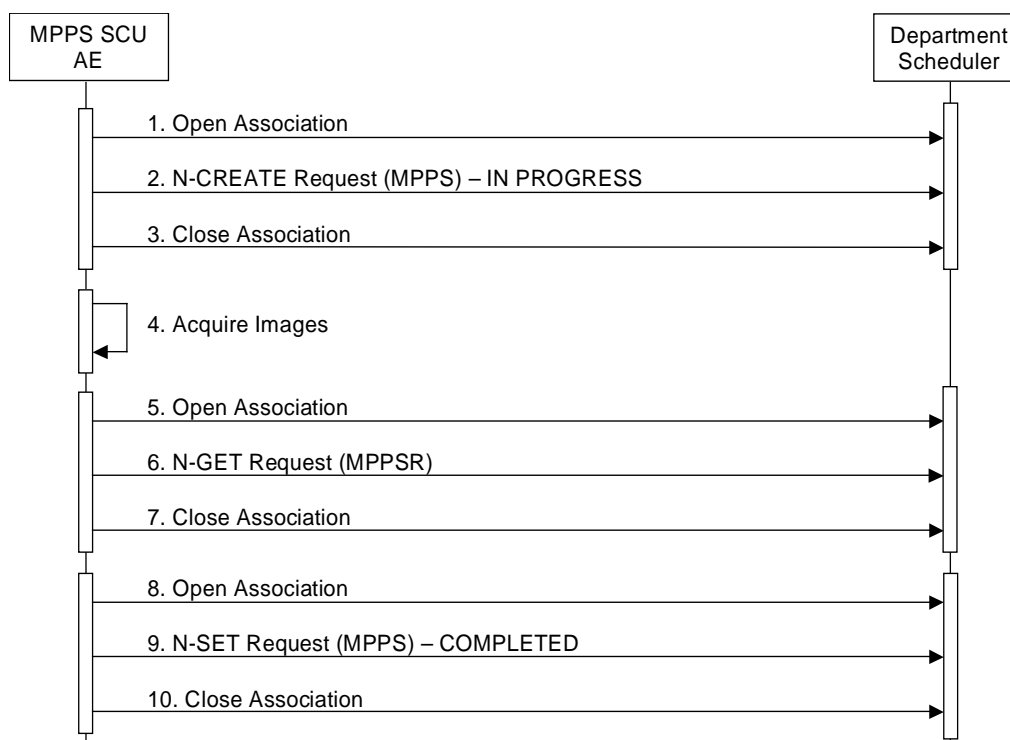 MPPS SCU
AE
Department
Scheduler
1. Open Association
2. N-CREATE Request (MPPS) – IN PROGRESS
3. Close Association
4. Acquire Images
5. Open Association
6. N-GET Request (MPPSR)
7. Close Association
8. Open Association
9. N-SET Request (MPPS) – COMPLETED
10. Close Association